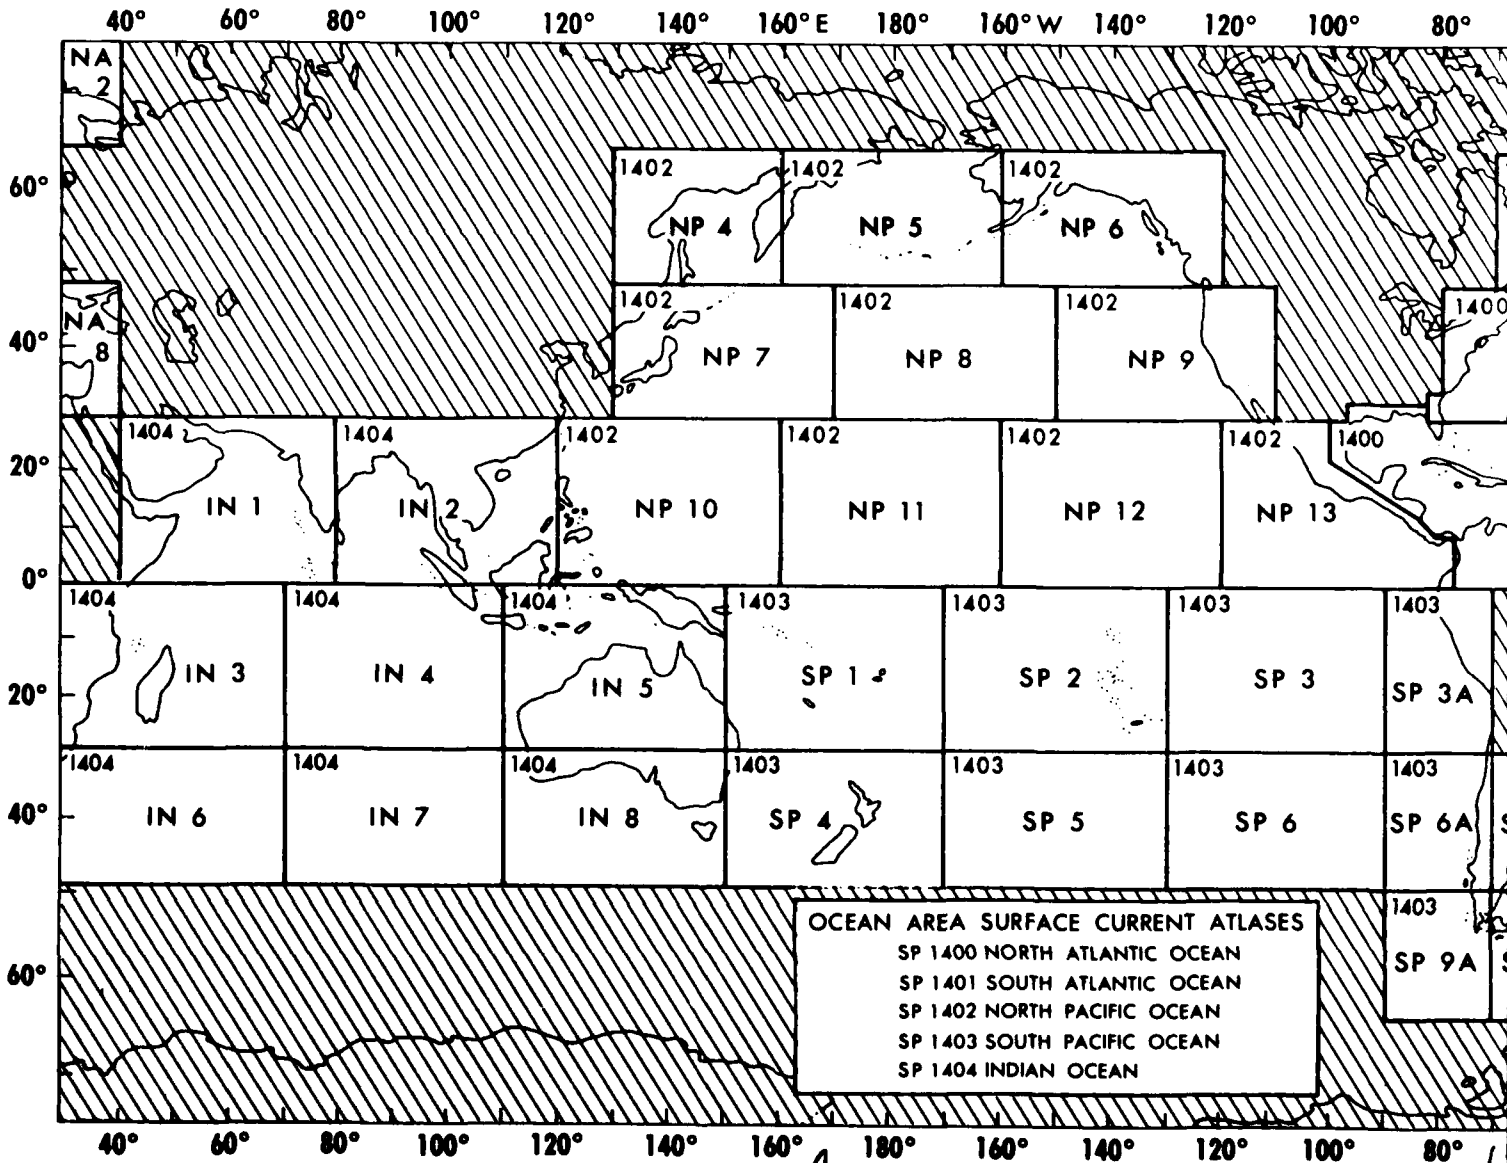 40° 60° 80° 100° 120° 140° 160° E 160° W 140° 120° 100° 80°
NA
2
1402 1402 1402
60°
NP 4 NP 5 NP 6
1402 1402 1402 1400
NA
8
40°
NP 7 NP 8 NP 9
1404 1404 1402 1402 1402 1402 1400
20°
IN 1 IN 2 NP 10 NP 11 NP 12 NP 13
0°
1404 1404 1404 1403 1403 1403 1403
IN 3 IN 4 IN 5 SP 1 SP 2 SP 3 SP 3A
20°
1404 1404 1404 1403 1403 1403 1403
40°
IN 6 IN 7 IN 8 SP 4 SP 5 SP 6 SP 6A
1403
OCEAN AREA SURFACE CURRENT ATLASES
SP 1400 NORTH ATLANTIC OCEAN
SP 1401 SOUTH ATLANTIC OCEAN
SP 1402 NORTH PACIFIC OCEAN
SP 1403 SOUTH PACIFIC OCEAN
SP 1404 INDIAN OCEAN
60°
SP 9A
40° 60° 80° 100° 120° 140° 160° 180° 160° 140° 120° 100° 80°